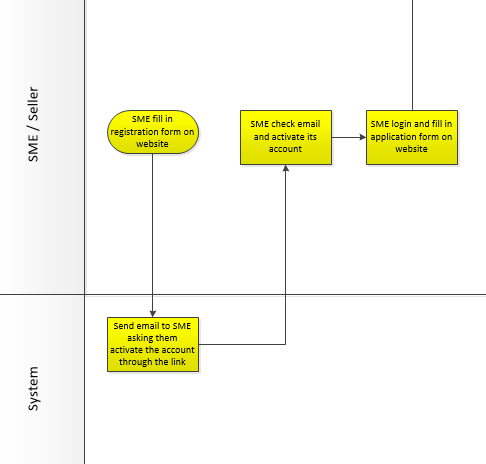 SME / Seller
SME fill in
registration form on
website
SME check email
and activate its
account
SME login and fill in
application form on
website
System
Send email to SME
asking them
activate the account
through the link